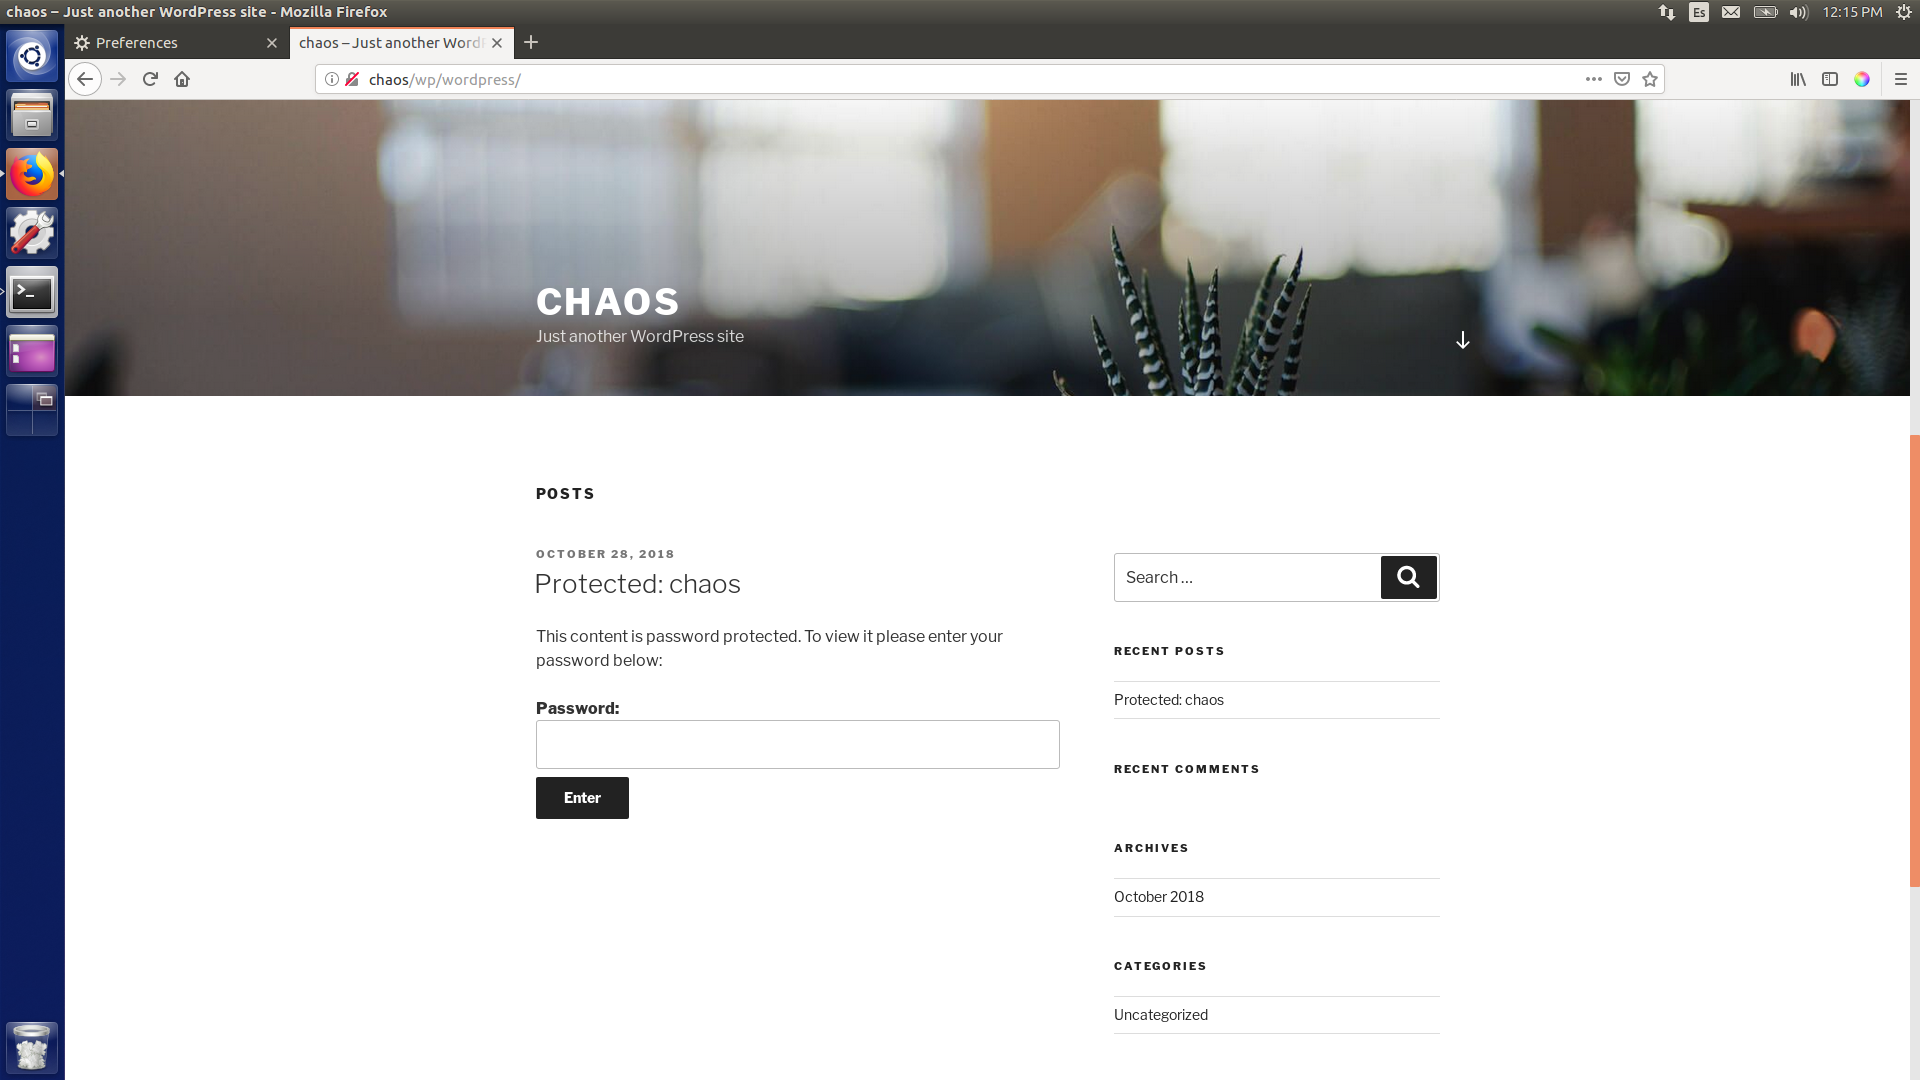 chaos – Just another WordPress site - Mozilla Firefox
Es
12:15 PM
Preferences
chaos – Just another WordP
chaos/wp/wordpress/
CHAOS
Just another WordPress site
POSTS
OCTOBER 28, 2018
Protected: chaos
This content is password protected. To view it please enter your
password below:
Password:
Enter
Search …
RECENT POSTS
Protected: chaos
RECENT COMMENTS
ARCHIVES
October 2018
CATEGORIES
Uncategorized